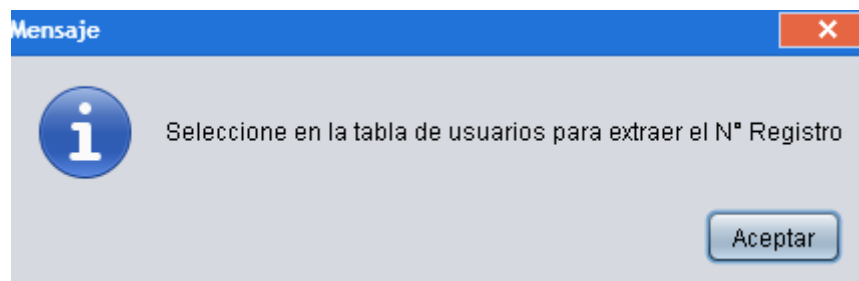 Mensaje
Seleccione en la tabla de usuarios para extraer el N° Registro
Aceptar